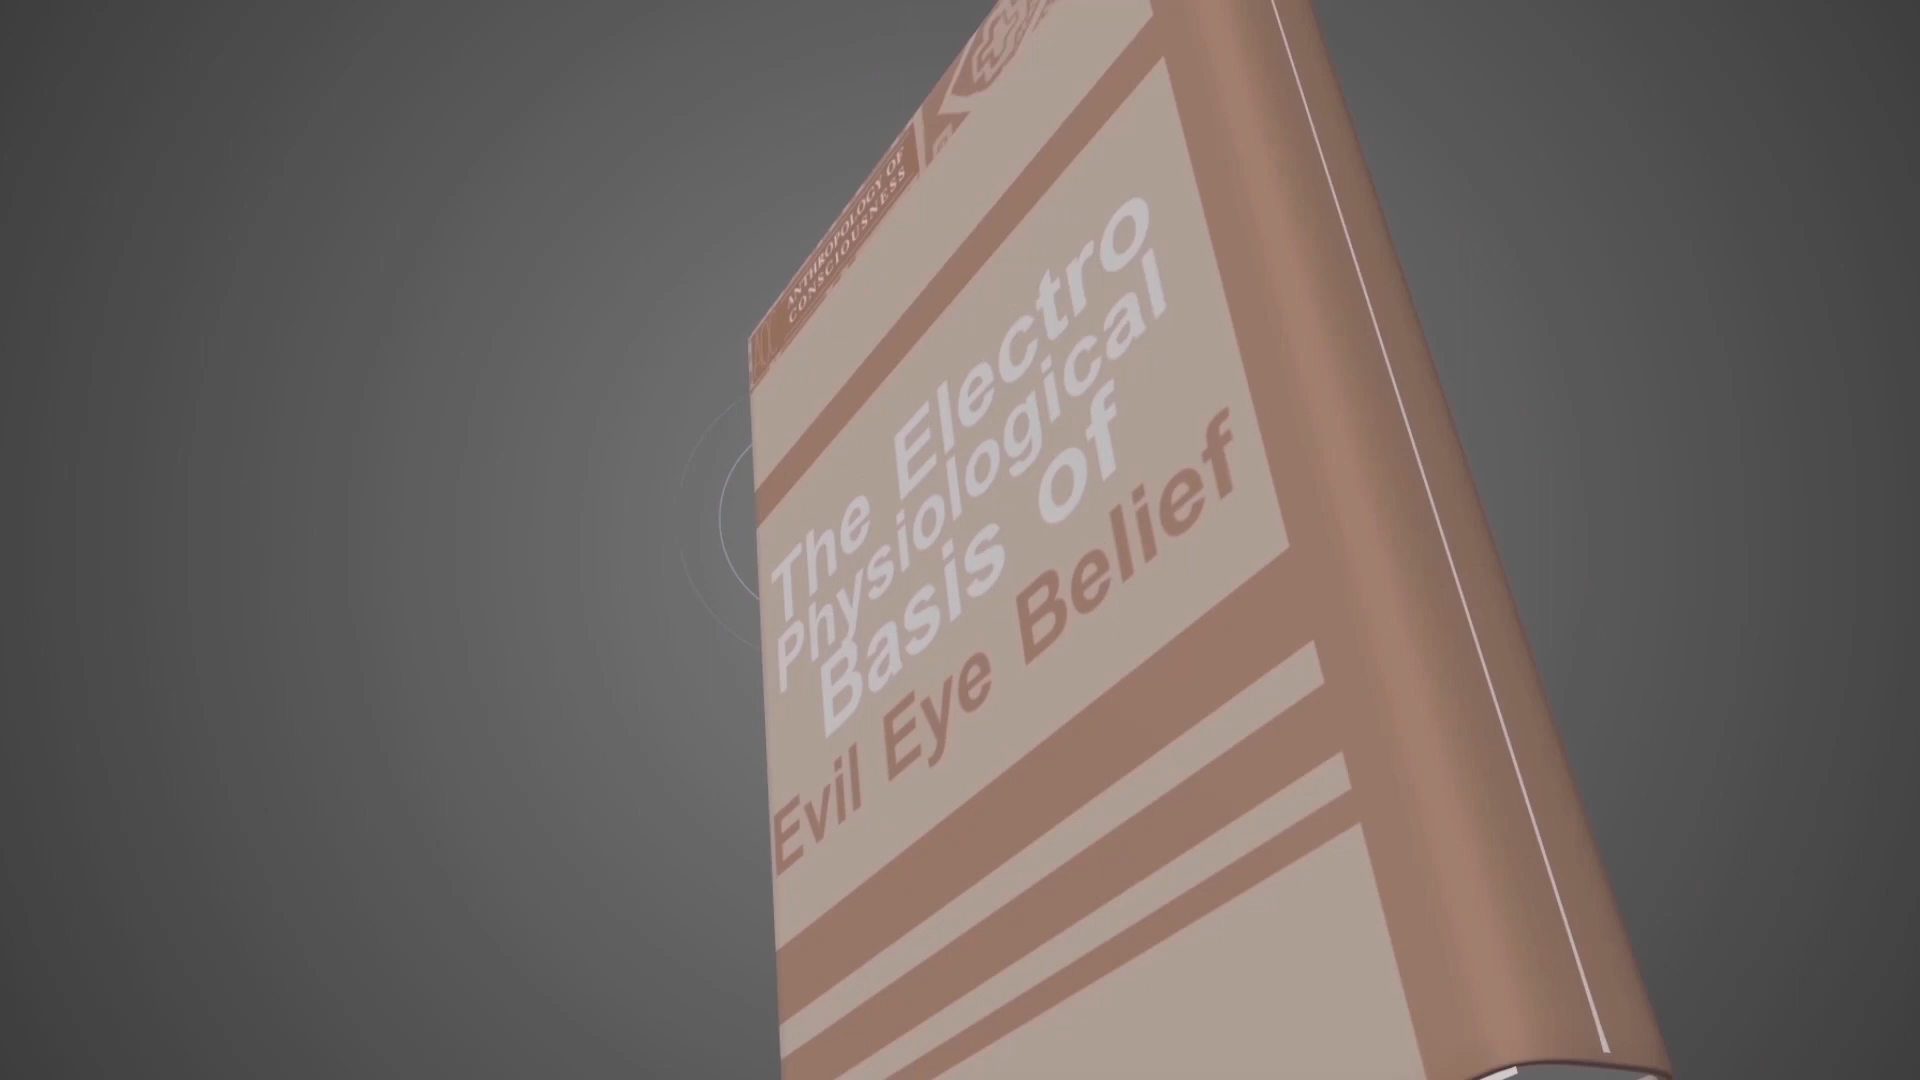 ANTHROPOLOGY OF
CONSCIOUSNESS
The Electro
Physiological
Basis of
Evil Eye Belief